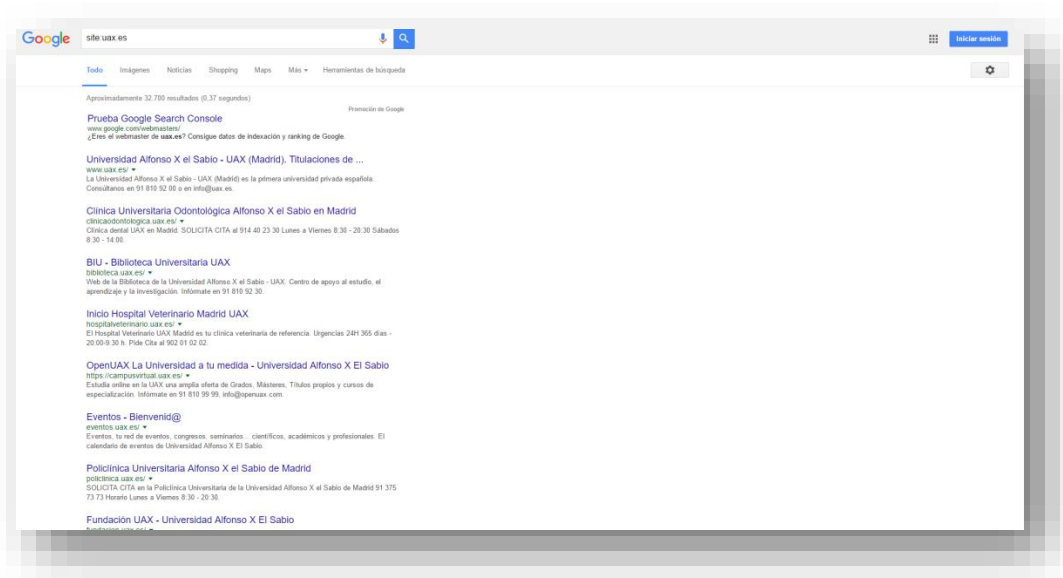 Google
site:uax.es
Iniciar sesión
Todo Imágenes Noticias Shopping Maps Más Herramientas de búsqueda
Aproximadamente 32.700 resultados (0,37 segundos)
Promoción de Google
Prueba Google Search Console
www.google.com/webmasters/
¿Eres el webmaster de uax.es? Consigue datos de indexación y ranking de Google.
Universidad Alfonso X el Sabio - UAX (Madrid). Titulaciones de ...
www.uax.es/
La Universidad Alfonso X el Sabio - UAX (Madrid) es la primera universidad privada española.
Consúltanos en 91 810 92 00 o en info@uax.es.
Clínica Universitaria Odontológica Alfonso X el Sabio en Madrid
clinicaodontologica.uax.es/
Clínica dental UAX en Madrid. SOLICITA CITA al 914 40 23 30 Lunes a Viernes 8:30 - 20:30 Sábados
8:30 - 14:00.
BIU - Biblioteca Universitaria UAX
biblioteca.uax.es/
Web de la Biblioteca de la Universidad Alfonso X el Sabio - UAX. Centro de apoyo al estudio, el
aprendizaje y la investigación. Infórmate en 91 810 92 30.
Inicio Hospital Veterinario Madrid UAX
hospitalveterinario.uax.es/
El Hospital Veterinario UAX Madrid es tu clínica veterinaria de referencia. Urgencias 24H 365 días -
20:00-9:30 h. Pide Cita al 902 01 02 02.
OpenUAX La Universidad a tu medida - Universidad Alfonso X El Sabio
https://campusvirtual.uax.es/
Estudia online en la UAX una amplia oferta de Grados, Másteres, Títulos propios y cursos de
especialización. Infórmate en 91 810 99 99, info@openuax.com.
Eventos - Bienvenid@
eventos.uax.es/
Eventos, tu red de eventos, congresos, seminarios... científicos, académicos y profesionales. El
calendario de eventos de Universidad Alfonso X El Sabio.
Policlínica Universitaria Alfonso X el Sabio de Madrid
policlinica.uax.es/
SOLICITA CITA en la Policlínica Universitaria de la Universidad Alfonso X el Sabio de Madrid 91 375
73 73 Horario Lunes a Viernes 8:30 - 20:30.
Fundación UAX - Universidad Alfonso X El Sabio
fundacion.uax.es/